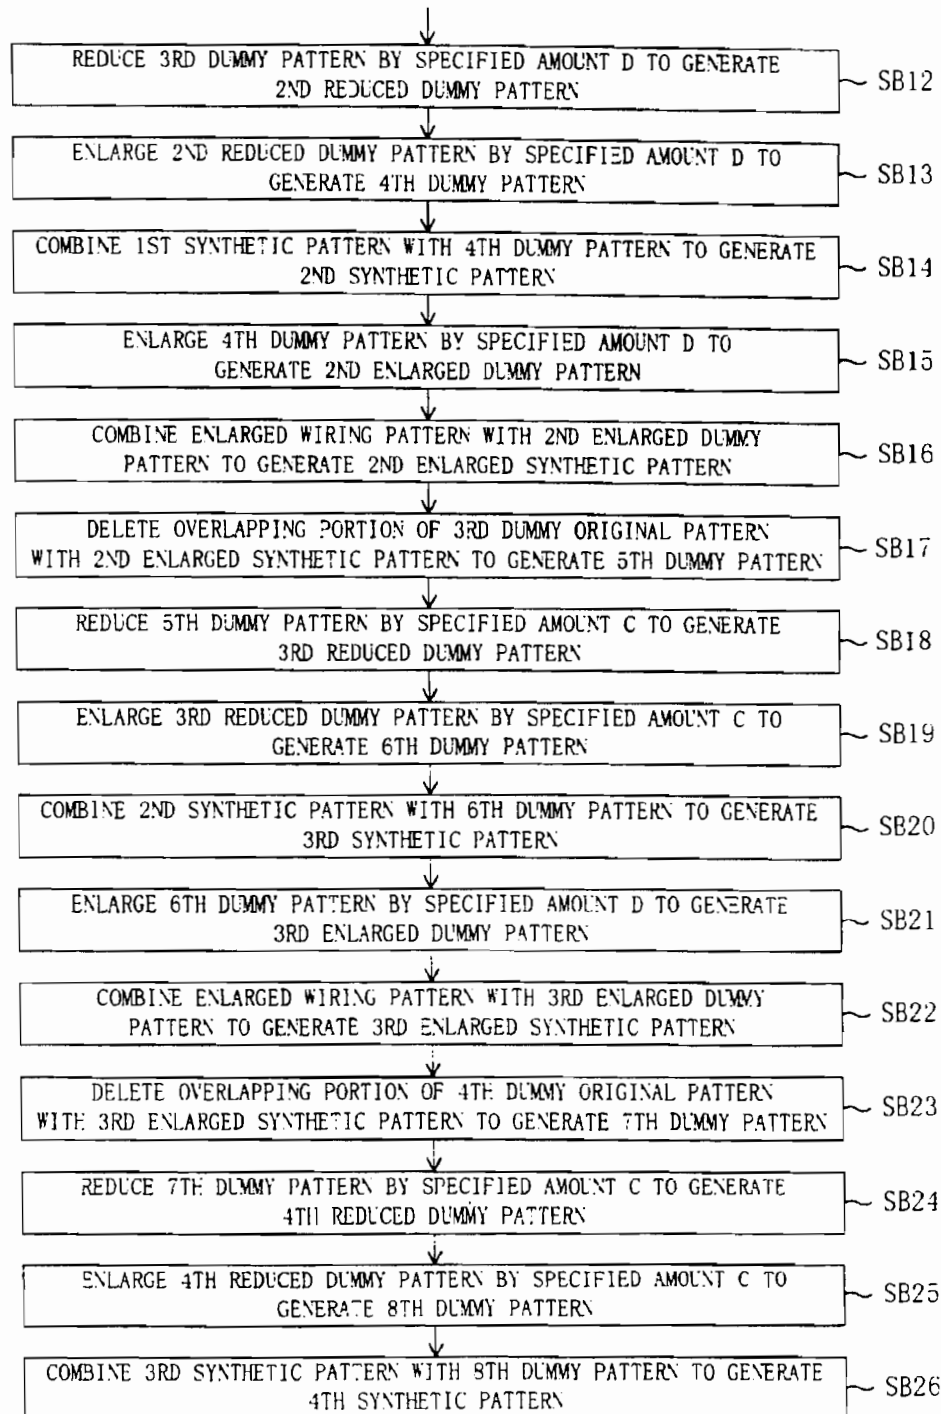 REDUCE 3RD DUMMY PATTERN BY SPECIFIED AMOUNT D TO GENERATE
2ND REDUCED DUMMY PATTERN
SB12
ENLARGE 2ND REDUCED DUMMY PATTERN BY SPECIFIED AMOUNT D TO
GENERATE 4TH DUMMY PATTERN
SB13
COMBINE 1ST SYNTHETIC PATTERN WITH 4TH DUMMY PATTERN TO GENERATE
2ND SYNTHETIC PATTERN
SB14
ENLARGE 4TH DUMMY PATTERN BY SPECIFIED AMOUNT D TO
GENERATE 2ND ENLARGED DUMMY PATTERN
SB15
COMBINE ENLARGED WIRING PATTERN WITH 2ND ENLARGED DUMMY
PATTERN TO GENERATE 2ND ENLARGED SYNTHETIC PATTERN
SB16
DELETE OVERLAPPING PORTION OF 3RD DUMMY ORIGINAL PATTERN
WITH 2ND ENLARGED SYNTHETIC PATTERN TO GENERATE 5TH DUMMY PATTERN
SB17
REDUCE 5TH DUMMY PATTERN BY SPECIFIED AMOUNT C TO GENERATE
3RD REDUCED DUMMY PATTERN
SB18
ENLARGE 3RD REDUCED DUMMY PATTERN BY SPECIFIED AMOUNT C TO
GENERATE 6TH DUMMY PATTERN
SB19
COMBINE 2ND SYNTHETIC PATTERN WITH 6TH DUMMY PATTERN TO GENERATE
3RD SYNTHETIC PATTERN
SB20
ENLARGE 6TH DUMMY PATTERN BY SPECIFIED AMOUNT D TO GENERATE
3RD ENLARGED DUMMY PATTERN
SB21
COMBINE ENLARGED WIRING PATTERN WITH 3RD ENLARGED DUMMY
PATTERN TO GENERATE 3RD ENLARGED SYNTHETIC PATTERN
SB22
DELETE OVERLAPPING PORTION OF 4TH DUMMY ORIGINAL PATTERN
WITH 3RD ENLARGED SYNTHETIC PATTERN TO GENERATE 7TH DUMMY PATTERN
SB23
REDUCE 7TH DUMMY PATTERN BY SPECIFIED AMOUNT C TO GENERATE
4TH REDUCED DUMMY PATTERN
SB24
ENLARGE 4TH REDUCED DUMMY PATTERN BY SPECIFIED AMOUNT C TO
GENERATE 8TH DUMMY PATTERN
SB25
COMBINE 3RD SYNTHETIC PATTERN WITH 8TH DUMMY PATTERN TO GENERATE
4TH SYNTHETIC PATTERN
SB26